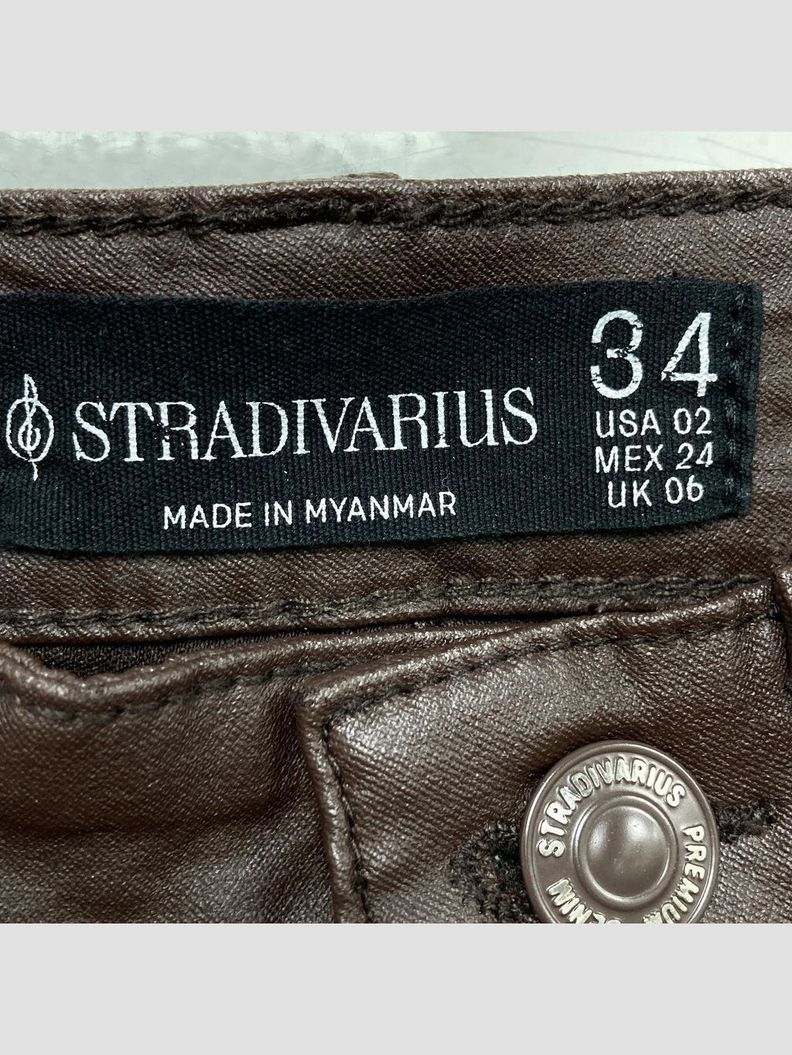 STRADIVARIUS
MADE IN MYANMAR
34
USA 02
MEX 24
UK 06
STRADIVARIUS PREMIUM DENIM